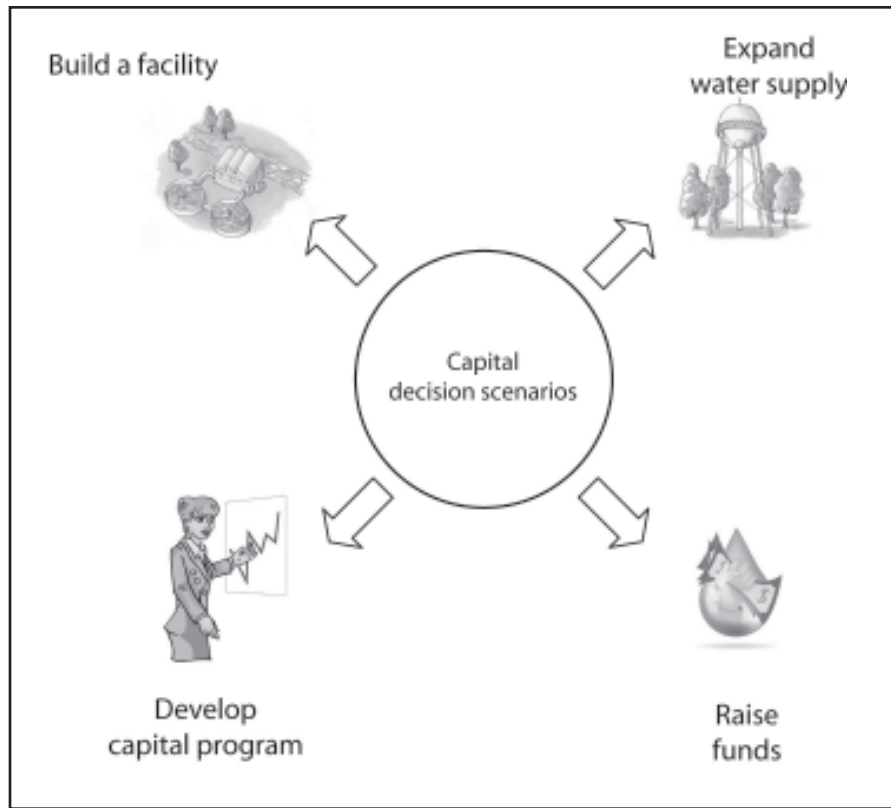 Build a facility
Expand
water supply
Capital
decision scenarios
Develop
capital program
Raise
funds